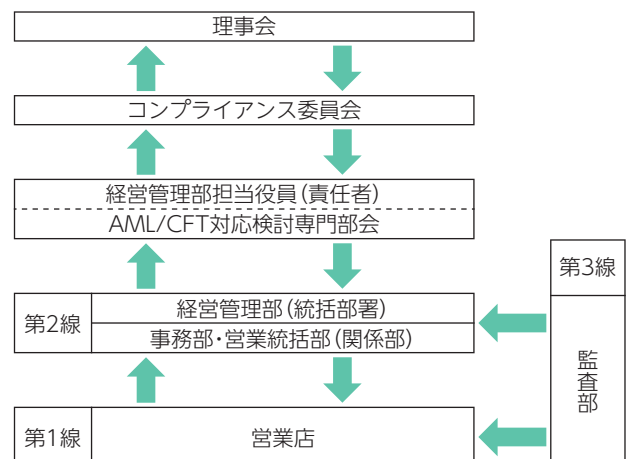 理事会
コンプライアンス委員会
経営管理部担当役員(責任者)
AML/CFT対応検討専門部会
第3線
監査部
第2線
経営管理部(統括部署)
事務部・営業統括部(関係部)
第1線
営業店